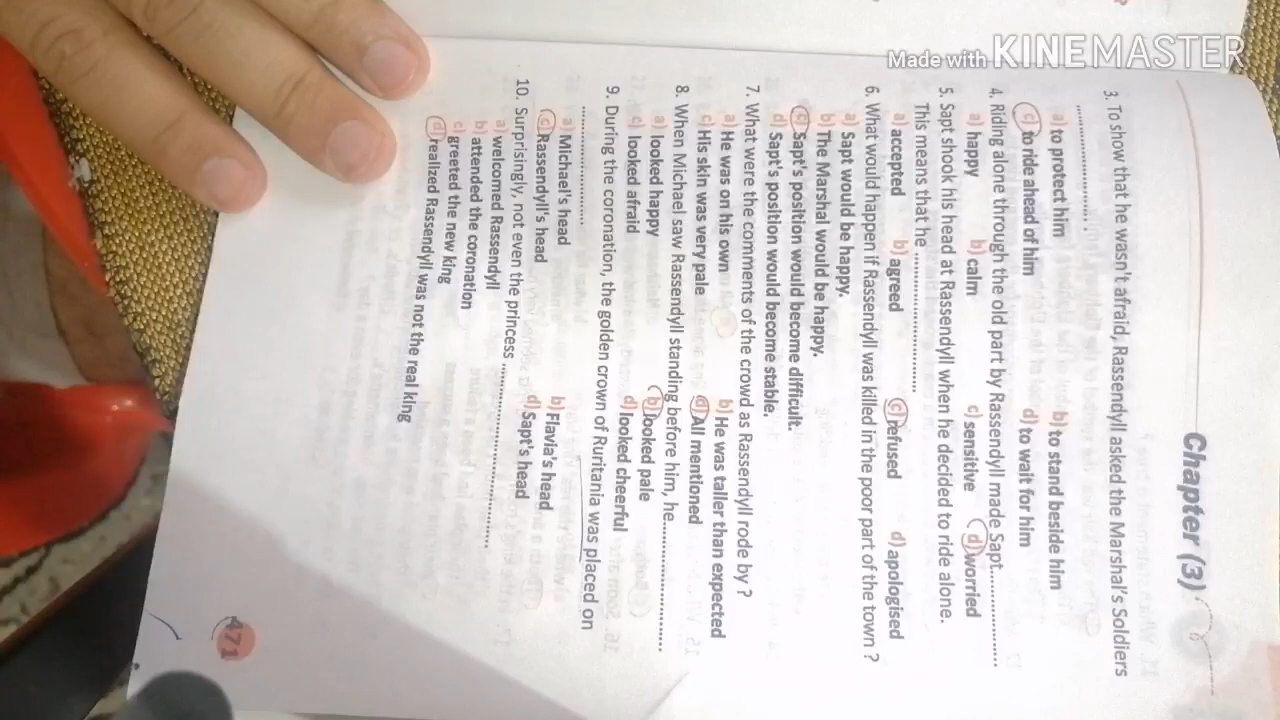 Made with KINEMASTER
Chapter (3)
3. To show that he wasn't afraid, Rassendyll asked the Marshal's Soldiers
.................... .
a) to protect him b) to stand beside him
c) to ride ahead of him d) to wait for him
4. Riding alone through the old part by Rassendyll made Sapt....................
a) happy b) calm c) sensitive d) worried
5. Sapt shook his head at Rassendyll when he decided to ride alone.
This means that he ....................
a) accepted b) agreed c) refused d) apologised
6. What would happen if Rassendyll was killed in the poor part of the town ?
a) Sapt would be happy.
b) The Marshal would be happy.
c) Sapt's position would become difficult.
d) Sapt's position would become stable.
7. What were the comments of the crowd as Rassendyll rode by ?
a) He was on his own b) He was taller than expected
c) His skin was very pale d) All mentioned
8. When Michael saw Rassendyll standing before him, he....................
a) looked happy b) looked pale
c) looked afraid d) looked cheerful
9. During the coronation, the golden crown of Ruritania was placed on
....................
a) Michael's head b) Flavia's head
c) Rassendyll's head d) Sapt's head
10. Surprisingly, not even the princess ....................
a) welcomed Rassendyll
b) attended the coronation
c) greeted the new king
d) realized Rassendyll was not the real king
471